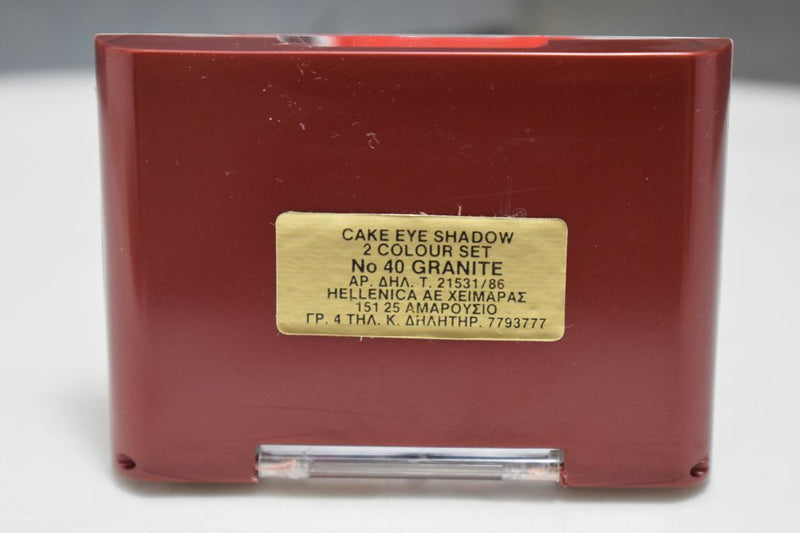 CAKE EYE SHADOW
2 COLOUR SET
No 40 GRANITE
ΑΡ. ΔΗΛ. Τ. 21531/86
HELLENICA AE ΧΕΙΜΑΡΑΣ
151 25 ΑΜΑΡΟΥΣΙΟ
ΓΡ. 4 ΤΗΛ. Κ. ΔΗΛΗΤΗΡ. 7793777